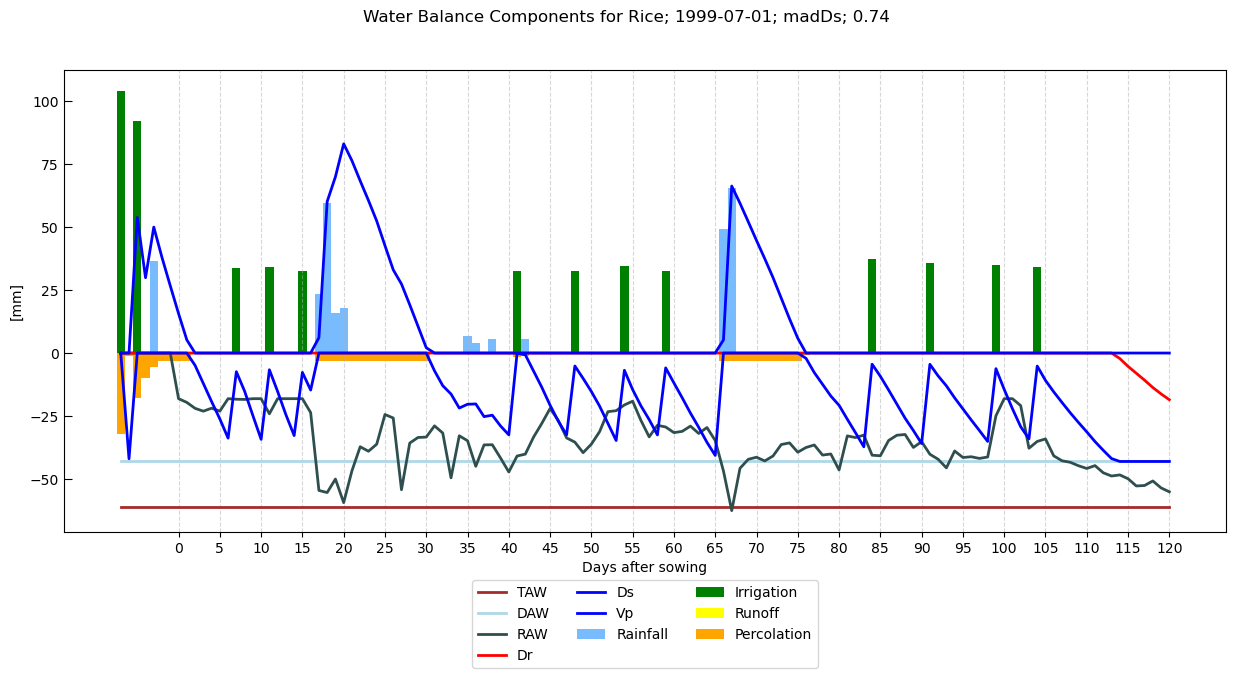 Water Balance Components for Rice; 1999-07-01; madDs; 0.74
100
75
50
25
0
−25
−50
[mm]
0 5 10 15 20 25 30 35 40 45 50 55 60 65 70 75 80 85 90 95 100 105 110 115 120
Days after sowing
TAW Ds Irrigation
DAW Vp Runoff
RAW Rainfall Percolation
Dr